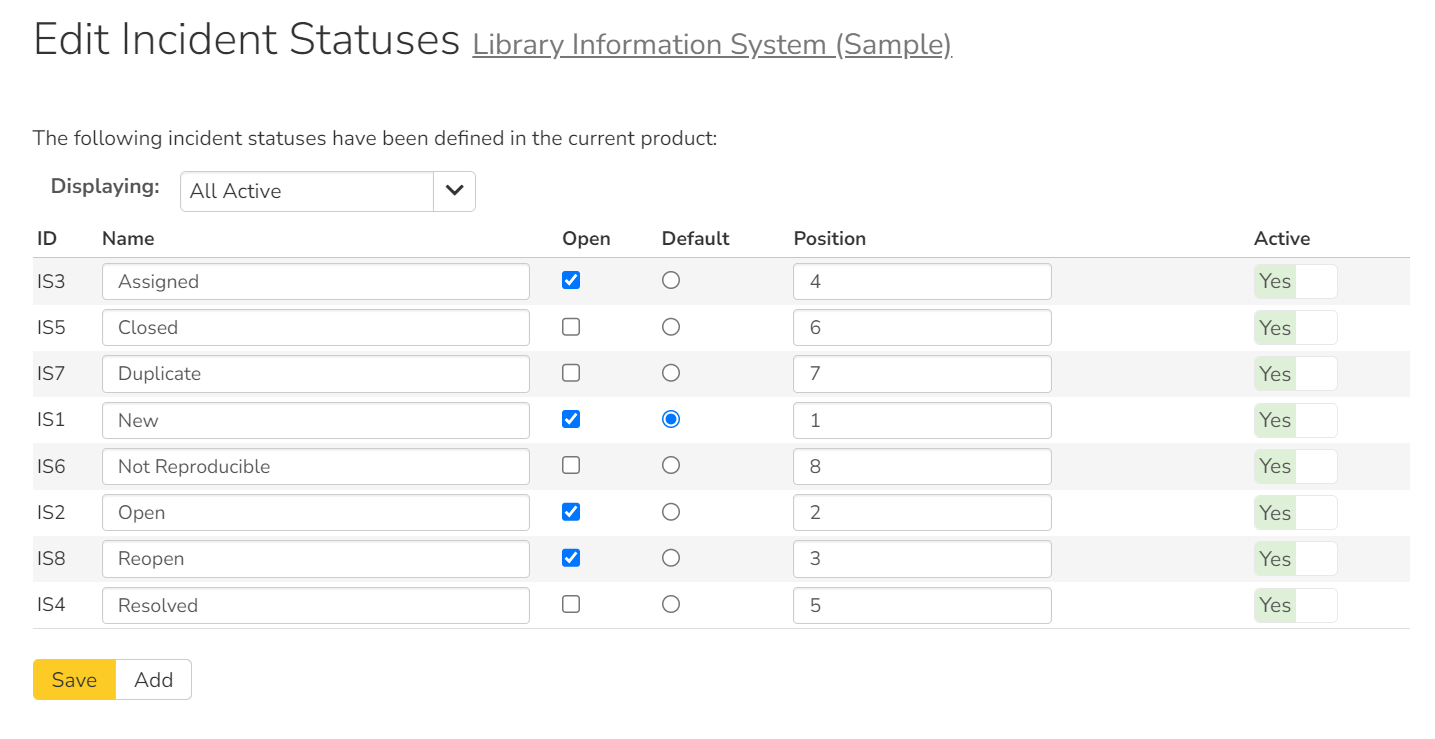 Edit Incident Statuses Library Information System (Sample)
The following incident statuses have been defined in the current product:
Displaying: All Active
ID Name Open Default Position Active
IS3 Assigned 4 Yes
IS5 Closed 6 Yes
IS7 Duplicate 7 Yes
IS1 New 1 Yes
IS6 Not Reproducible 8 Yes
IS2 Open 2 Yes
IS8 Reopen 3 Yes
IS4 Resolved 5 Yes
Save Add